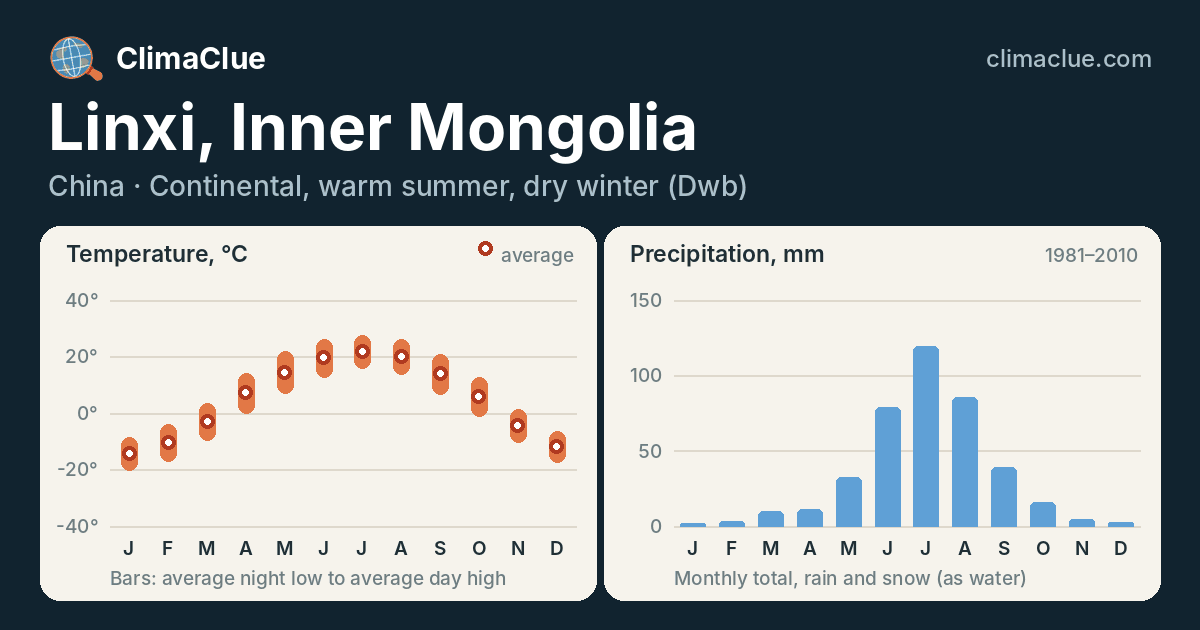 ClimaClue
climaclue.com
Linxi, Inner Mongolia
China · Continental, warm summer, dry winter (Dwb)
Temperature, °C
average
40°
20°
0°
-20°
-40°
J F M A M J J A S O N D
Bars: average night low to average day high
Precipitation, mm
1981–2010
150
100
50
0
J F M A M J J A S O N D
Monthly total, rain and snow (as water)